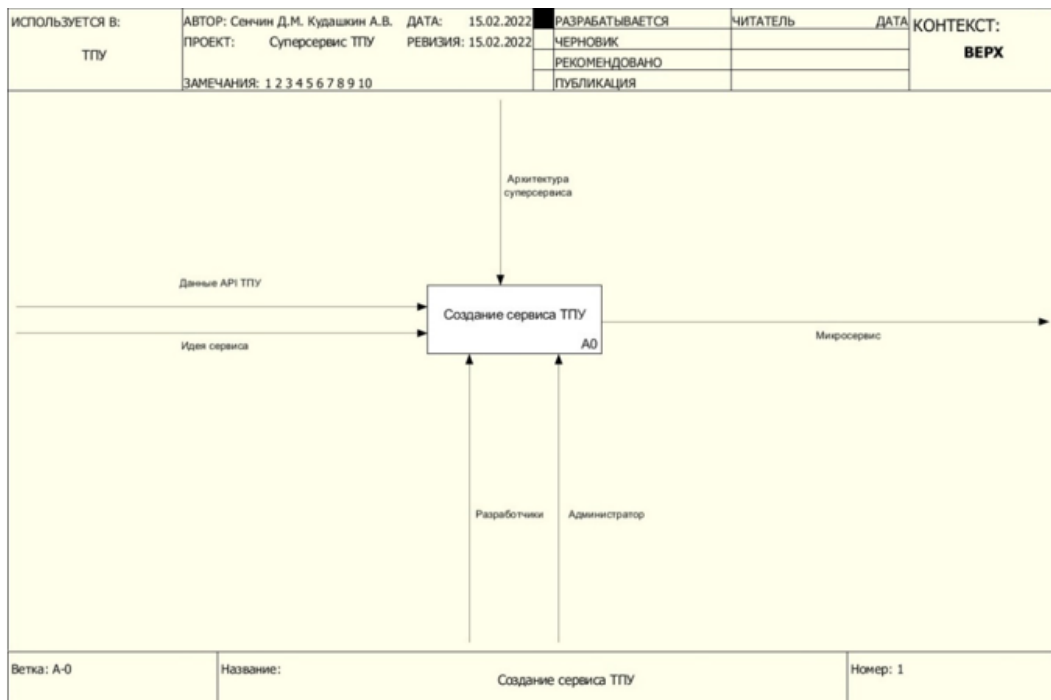 ИСПОЛЬЗУЕТСЯ В:
ТПУ
АВТОР: Сенчин Д.М. Кудашкин А.В. ДАТА: 15.02.2022
ПРОЕКТ: Суперсервис ТПУ РЕВИЗИЯ: 15.02.2022
ЗАМЕЧАНИЯ: 1 2 3 4 5 6 7 8 9 10
РАЗРАБАТЫВАЕТСЯ
ЧЕРНОВИК
РЕКОМЕНДОВАНО
ПУБЛИКАЦИЯ
ЧИТАТЕЛЬ ДАТА
КОНТЕКСТ:
ВЕРХ
Архитектура
суперсервиса
Данные API ТПУ
Идея сервиса
Создание сервиса ТПУ
A0
Микросервис
Разработчики
Администратор
Ветка: A-0
Название:
Создание сервиса ТПУ
Номер: 1